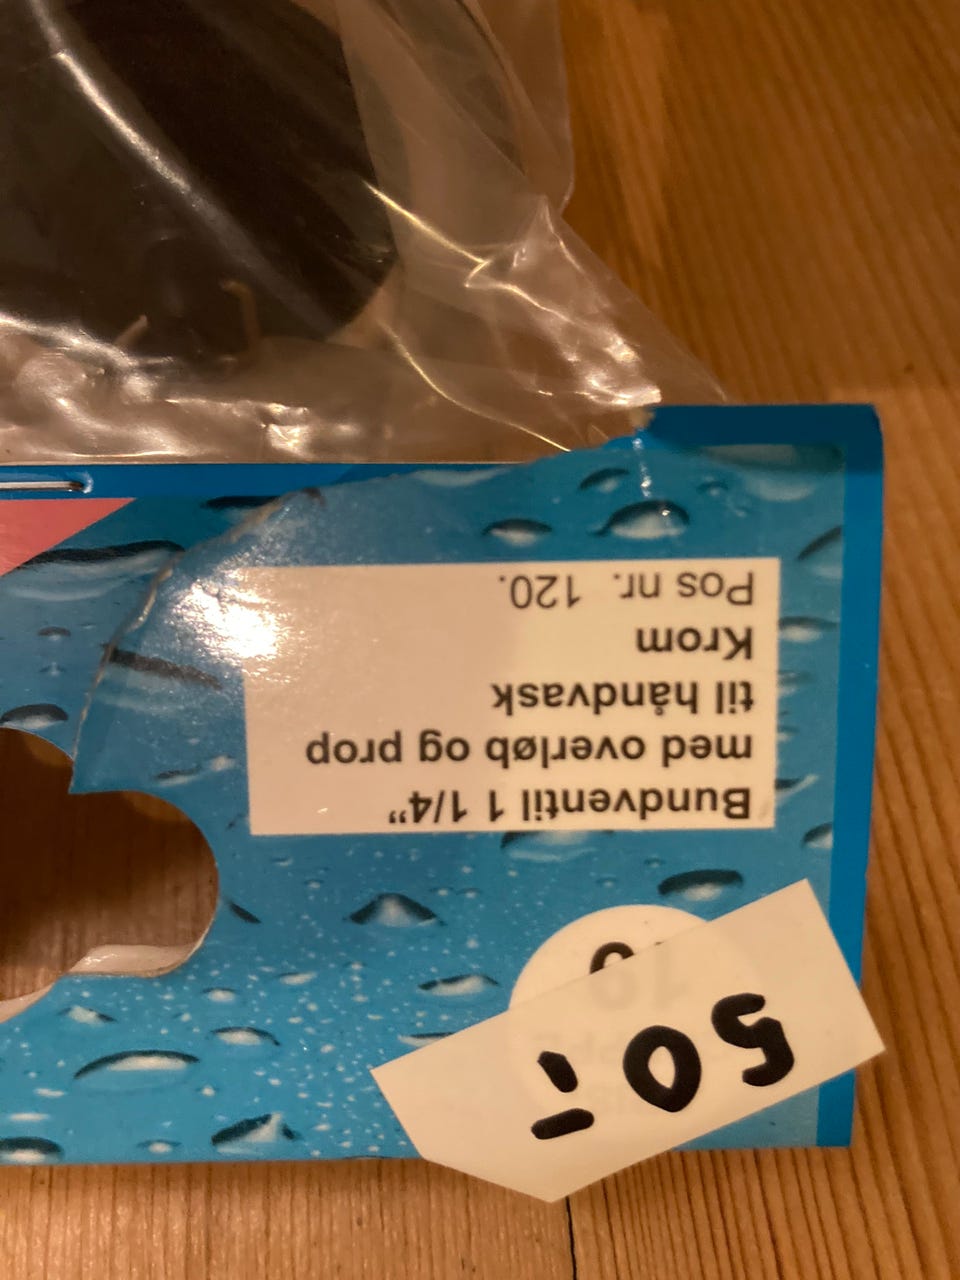 Bundventil 1 1/4”
med overløb og prop
til håndvask
Krom
Pos nr. 120.
50,-